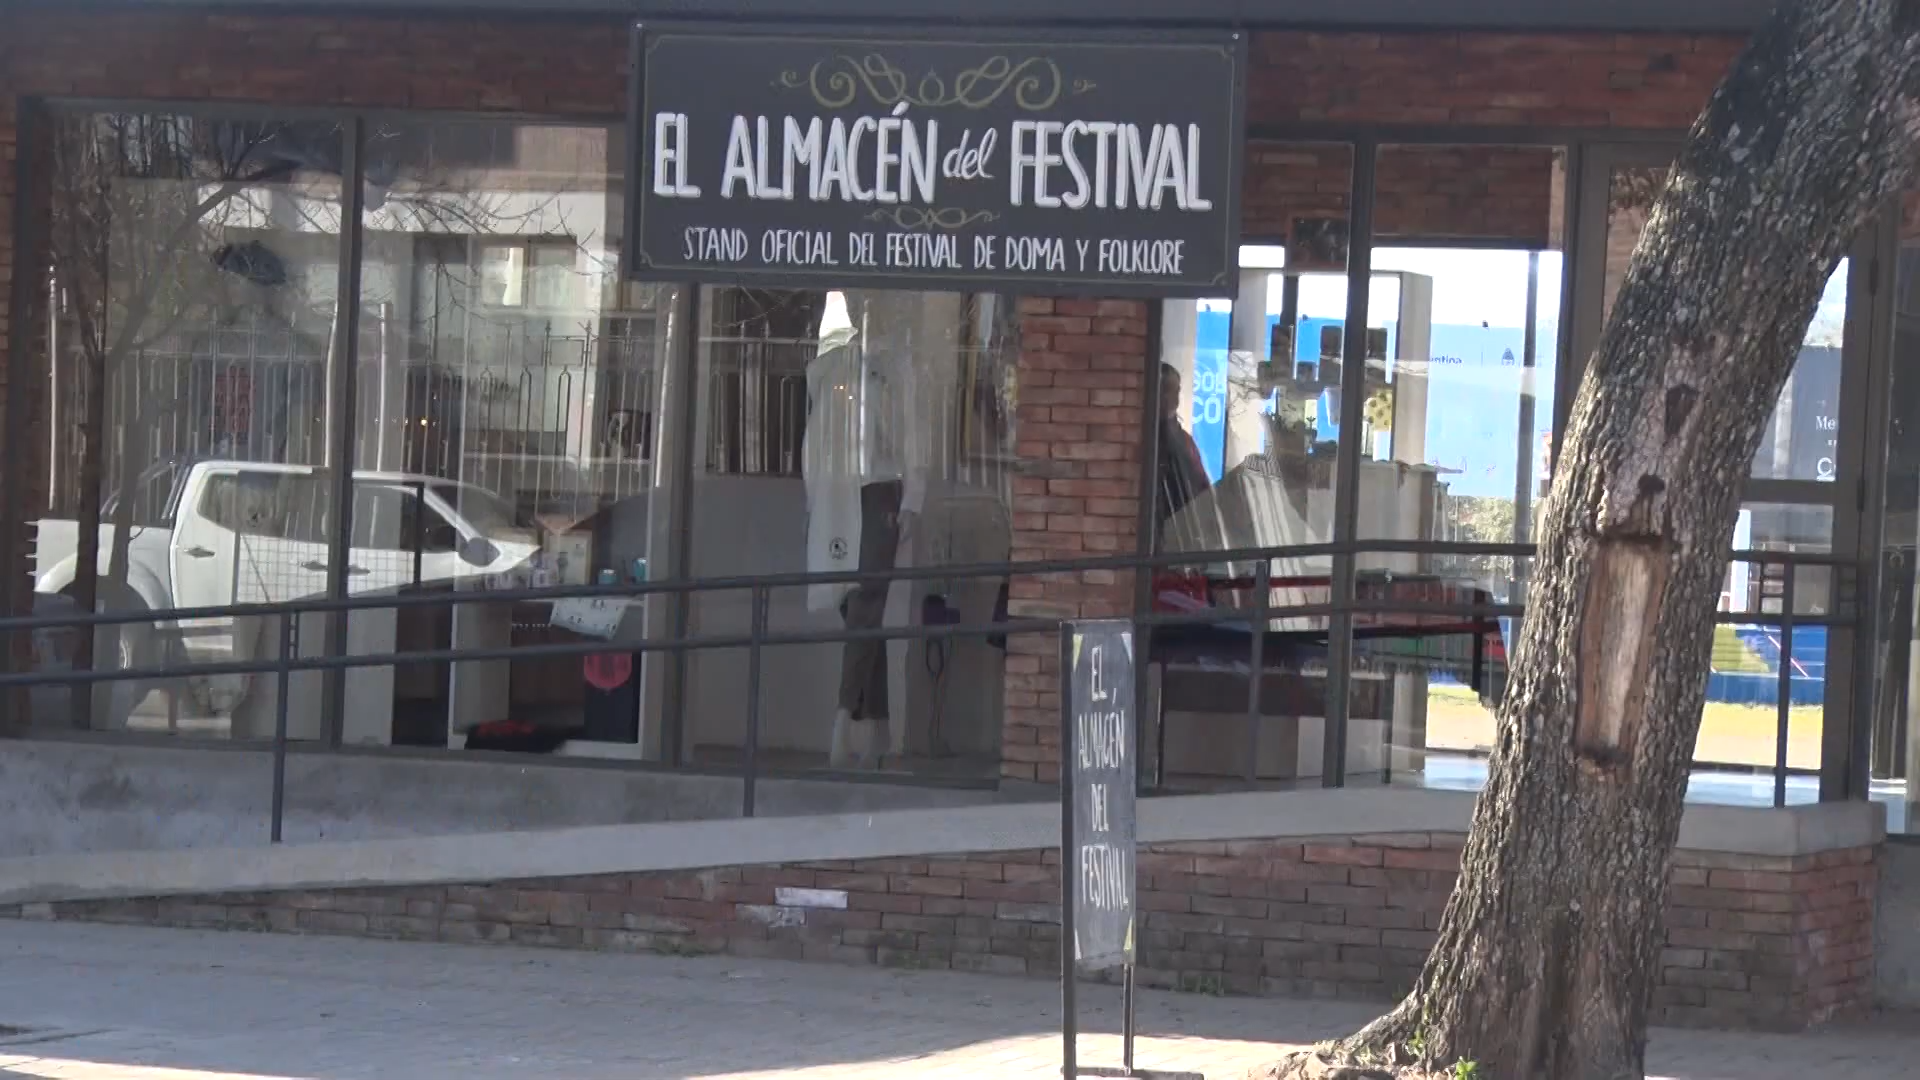 EL ALMACÉN del FESTIVAL
STAND OFICIAL DEL FESTIVAL DE DOMA Y FOLKLORE
EL
ALMACÉN
DEL
FESTIVAL